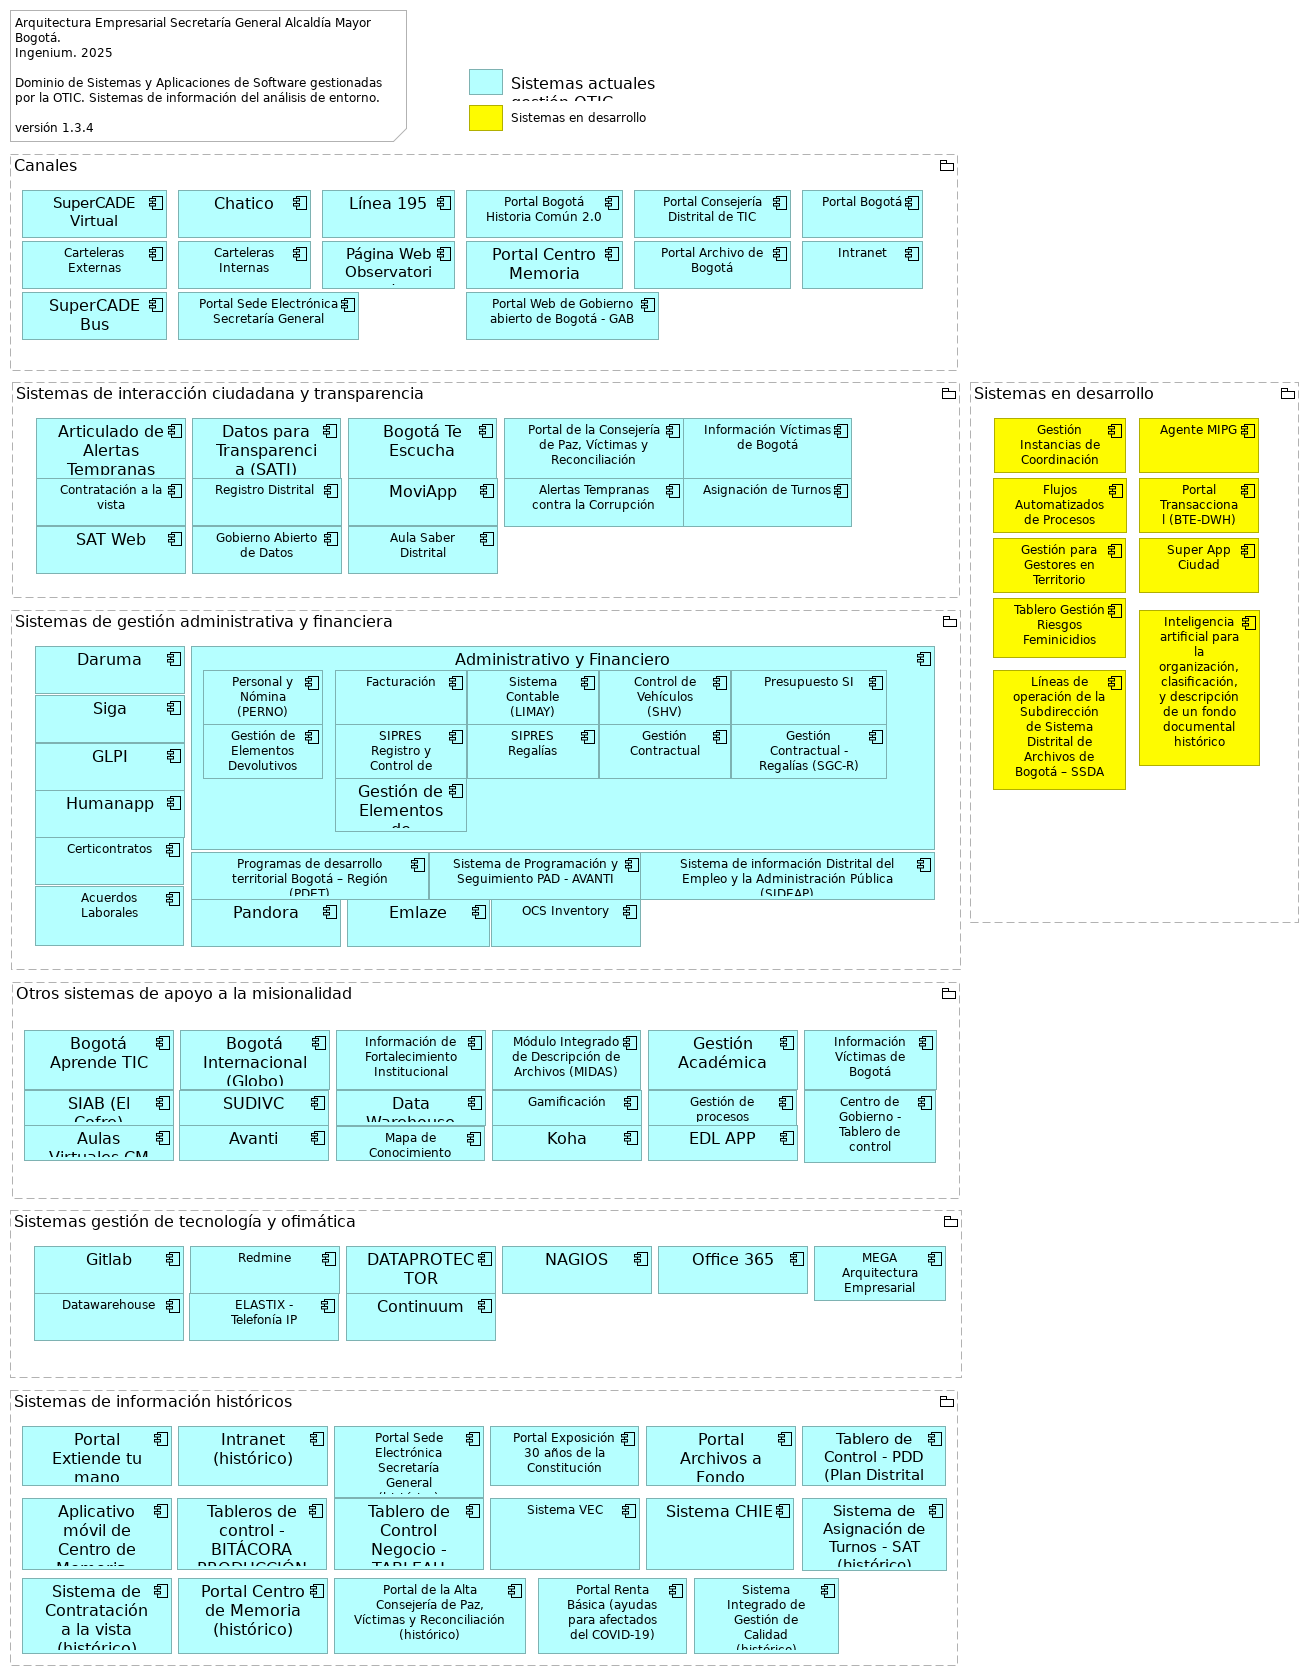 Arquitectura Empresarial Secretaría General Alcaldía Mayor
Bogotá.
Ingenium. 2025
Dominio de Sistemas y Aplicaciones de Software gestionadas
por la OTIC. Sistemas de información del análisis de entorno.
versión 1.3.4
Sistemas actuales
gestión OTIC
Sistemas en desarrollo
Canales
SuperCADE
Virtual
Chatico
Línea 195
Portal Bogotá
Historia Común 2.0
Portal Consejería
Distrital de TIC
Portal Bogotá
Carteleras
Externas
Carteleras
Internas
Página Web
Observatori
Portal Centro
Memoria
Portal Archivo de
Bogotá
Intranet
SuperCADE
Bus
Portal Sede Electrónica
Secretaría General
Portal Web de Gobierno
abierto de Bogotá - GAB
Sistemas de interacción ciudadana y transparencia
Articulado de
Alertas
Tempranas
Datos para
Transparenci
a (SATI)
Bogotá Te
Escucha
Portal de la Consejería
de Paz, Víctimas y
Reconciliación
Información Víctimas
de Bogotá
Contratación a la
vista
Registro Distrital
MoviApp
Alertas Tempranas
contra la Corrupción
Asignación de Turnos
SAT Web
Gobierno Abierto
de Datos
Aula Saber
Distrital
Sistemas en desarrollo
Gestión
Instancias de
Coordinación
Agente MIPG
Flujos
Automatizados
de Procesos
Portal
Transacciona
l (BTE-DWH)
Gestión para
Gestores en
Territorio
Super App
Ciudad
Tablero Gestión
Riesgos
Feminicidios
Inteligencia
artificial para
la
organización,
clasificación,
y descripción
de un fondo
documental
histórico
Líneas de
operación de la
Subdirección
de Sistema
Distrital de
Archivos de
Bogotá – SSDA
Sistemas de gestión administrativa y financiera
Daruma
Siga
GLPI
Humanapp
Certicontratos
Acuerdos
Laborales
Administrativo y Financiero
Personal y
Nómina
(PERNO)
Facturación
Sistema
Contable
(LIMAY)
Control de
Vehículos
(SHV)
Presupuesto SI
Gestión de
Elementos
Devolutivos
SIPRES
Registro y
Control de
SIPRES
Regalías
Gestión
Contractual
Gestión
Contractual -
Regalías (SGC-R)
Gestión de
Elementos
de
Programas de desarrollo
territorial Bogotá – Región
(PDET)
Sistema de Programación y
Seguimiento PAD - AVANTI
Sistema de información Distrital del
Empleo y la Administración Pública
(SIDEAP)
Pandora
Emlaze
OCS Inventory
Otros sistemas de apoyo a la misionalidad
Bogotá
Aprende TIC
Bogotá
Internacional
(Globo)
Información de
Fortalecimiento
Institucional
Módulo Integrado
de Descripción de
Archivos (MIDAS)
Gestión
Académica
Información
Víctimas de
Bogotá
SIAB (El
Cofre)
SUDIVC
Data
Warehouse
Gamificación
Gestión de
procesos
Centro de
Gobierno -
Tablero de
control
Aulas
Virtuales CM
Avanti
Mapa de
Conocimiento
Koha
EDL APP
Sistemas gestión de tecnología y ofimática
Gitlab
Redmine
DATAPROTEC
TOR
NAGIOS
Office 365
MEGA
Arquitectura
Empresarial
Datawarehouse
ELASTIX -
Telefonía IP
Continuum
Sistemas de información históricos
Portal
Extiende tu
mano
Intranet
(histórico)
Portal Sede
Electrónica
Secretaría
General
(histórico)
Portal Exposición
30 años de la
Constitución
Portal
Archivos a
Fondo
Tablero de
Control - PDD
(Plan Distrital
Aplicativo
móvil de
Centro de
Memoria
Tableros de
control -
BITÁCORA
PRODUCCIÓN
Tablero de
Control
Negocio -
TABLEAU
Sistema VEC
Sistema CHIE
Sistema de
Asignación de
Turnos - SAT
(histórico)
Sistema de
Contratación
a la vista
(histórico)
Portal Centro
de Memoria
(histórico)
Portal de la Alta
Consejería de Paz,
Víctimas y Reconciliación
(histórico)
Portal Renta
Básica (ayudas
para afectados
del COVID-19)
Sistema
Integrado de
Gestión de
Calidad
(histórico)